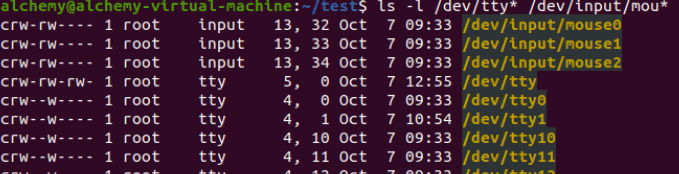 alchemy@alchemy-virtual-machine:~/test$ ls -l /dev/tty* /dev/input/mou*
crw-rw---- 1 root input 13, 32 Oct 7 09:33 /dev/input/mouse0
crw-rw---- 1 root input 13, 33 Oct 7 09:33 /dev/input/mouse1
crw-rw---- 1 root input 13, 34 Oct 7 09:33 /dev/input/mouse2
crw-rw-rw- 1 root tty 5, 0 Oct 7 12:55 /dev/tty
crw--w---- 1 root tty 4, 0 Oct 7 09:33 /dev/tty0
crw--w---- 1 root tty 4, 1 Oct 7 10:54 /dev/tty1
crw--w---- 1 root tty 4, 10 Oct 7 09:33 /dev/tty10
crw--w---- 1 root tty 4, 11 Oct 7 09:33 /dev/tty11